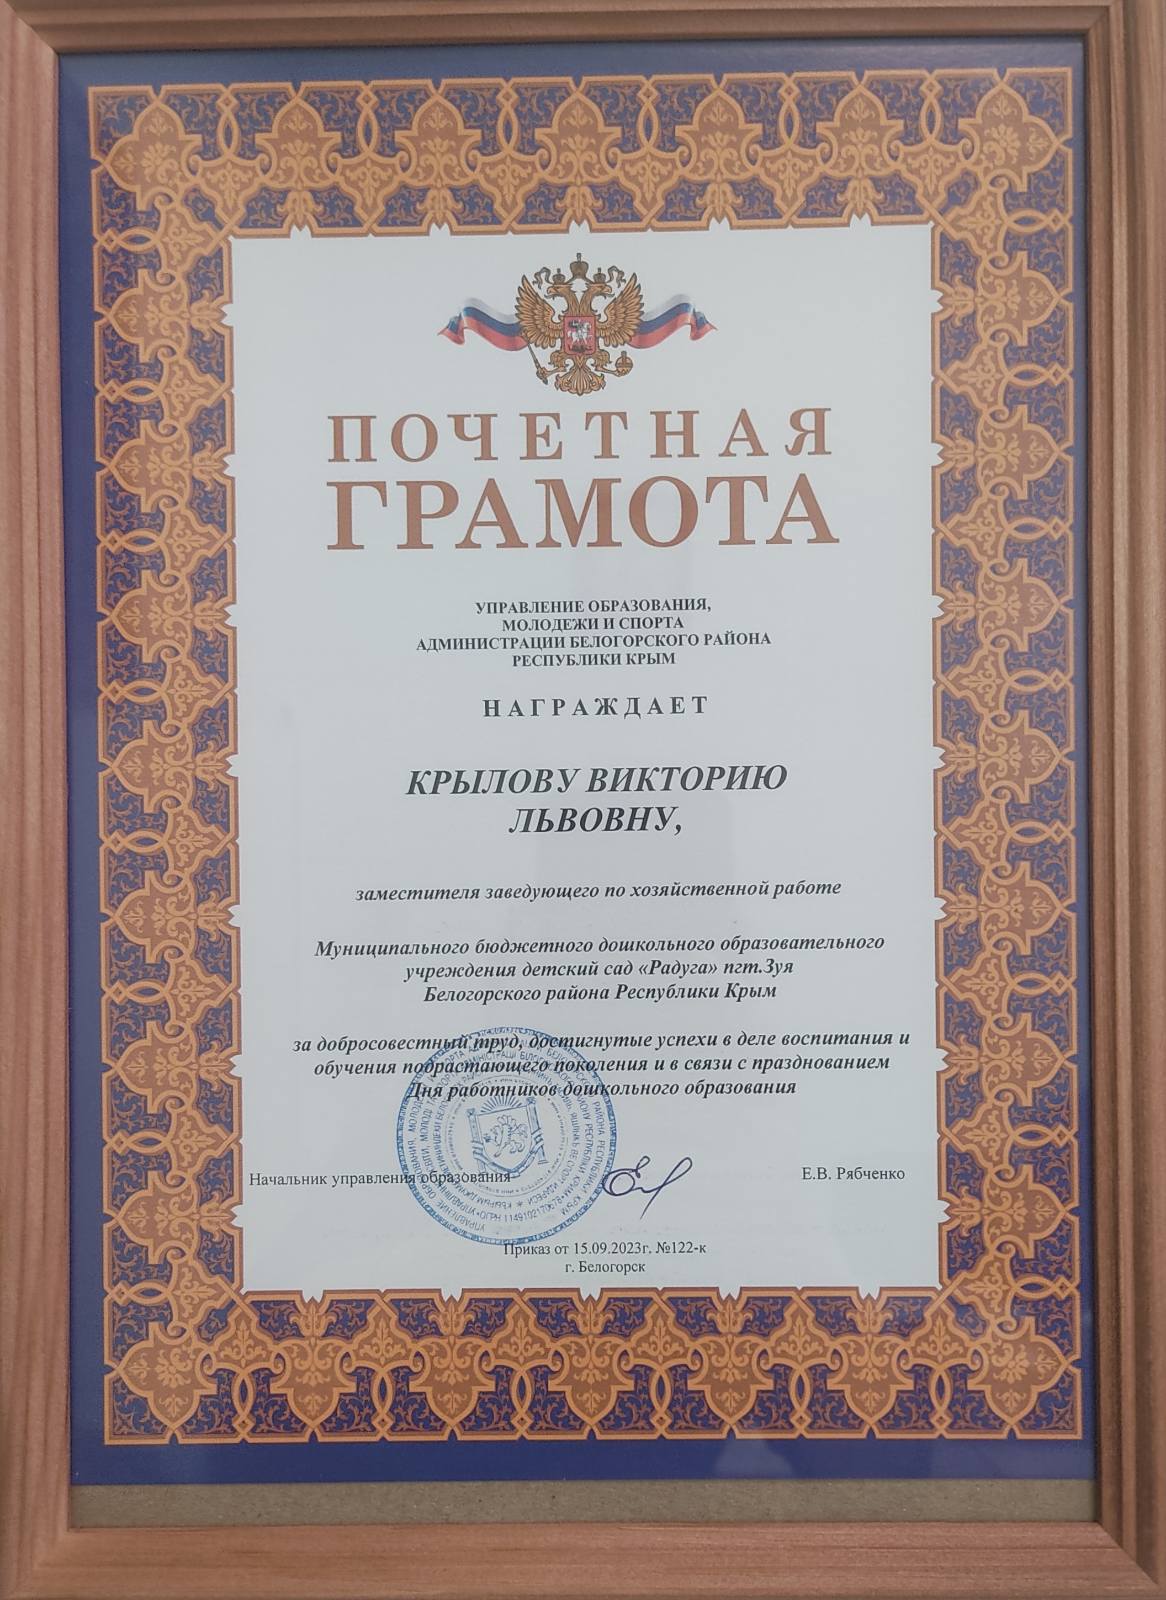 ПОЧЕТНАЯ
ГРАМОТА
УПРАВЛЕНИЕ ОБРАЗОВАНИЯ,
МОЛОДЕЖИ И СПОРТА
АДМИНИСТРАЦИИ БЕЛОГОРСКОГО РАЙОНА
РЕСПУБЛИКИ КРЫМ
НАГРАЖДАЕТ
КРЫЛОВУ ВИКТОРИЮ
ЛЬВОВНУ,
заместителя заведующего по хозяйственной работе
Муниципального бюджетного дошкольного образовательного
учреждения детский сад «Радуга» пгт.Зуя
Белогорского района Республики Крым
за добросовестный труд, достигнутые успехи в деле воспитания и
обучения подрастающего поколения и в связи с празднованием
Дня работников дошкольного образования
Начальник управления образования
Е.В. Рябченко
Приказ от 15.09.2023г. №122-к
г. Белогорск